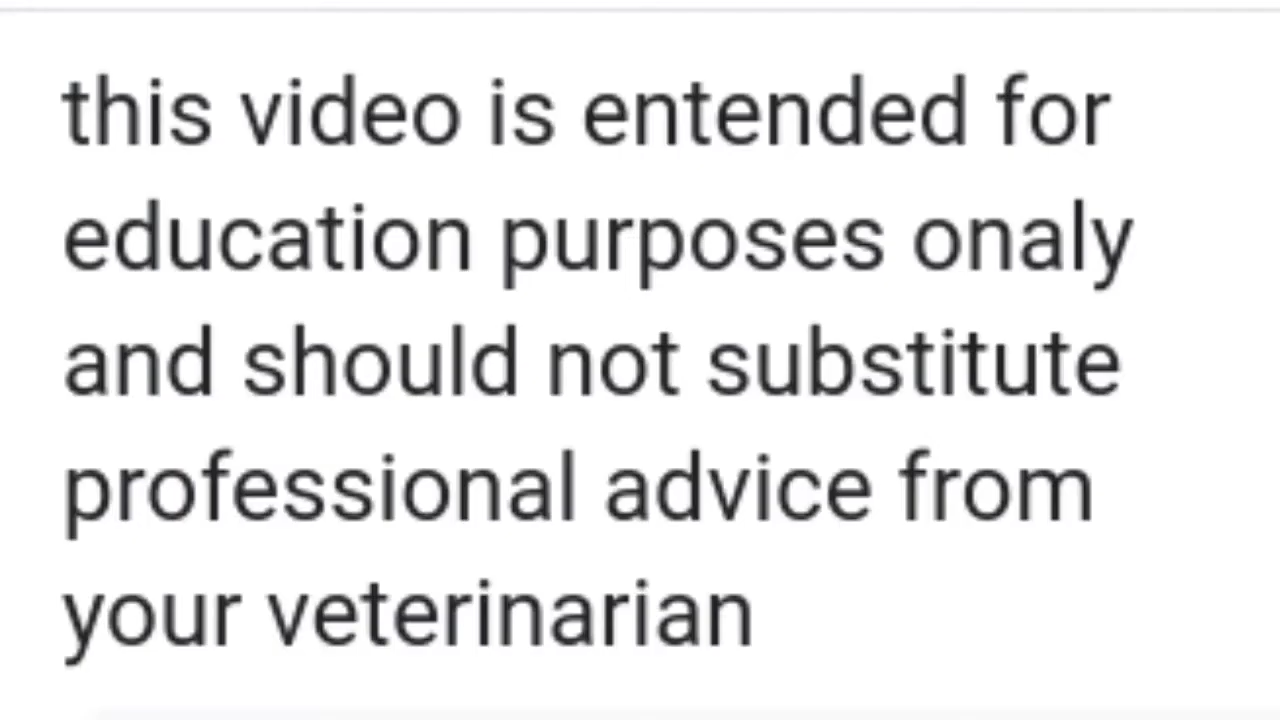 this video is entended for
education purposes onaly
and should not substitute
professional advice from
your veterinarian